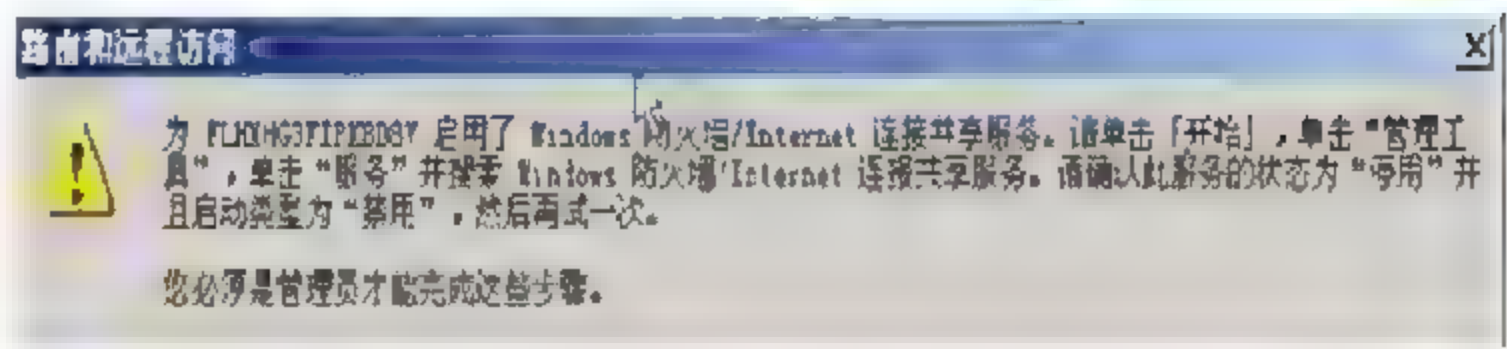 路由和远程访问
为 启用了 Windows 防火墙/Internet 连接共享服务。请单击「开始」，单击“管理工
具”，单击“服务”并搜索 Windows 防火墙/Internet 连接共享服务。请确认此服务的状态为“停用”并
且启动类型为“禁用”，然后再试一次。
您必须是管理员才能完成这些步骤。